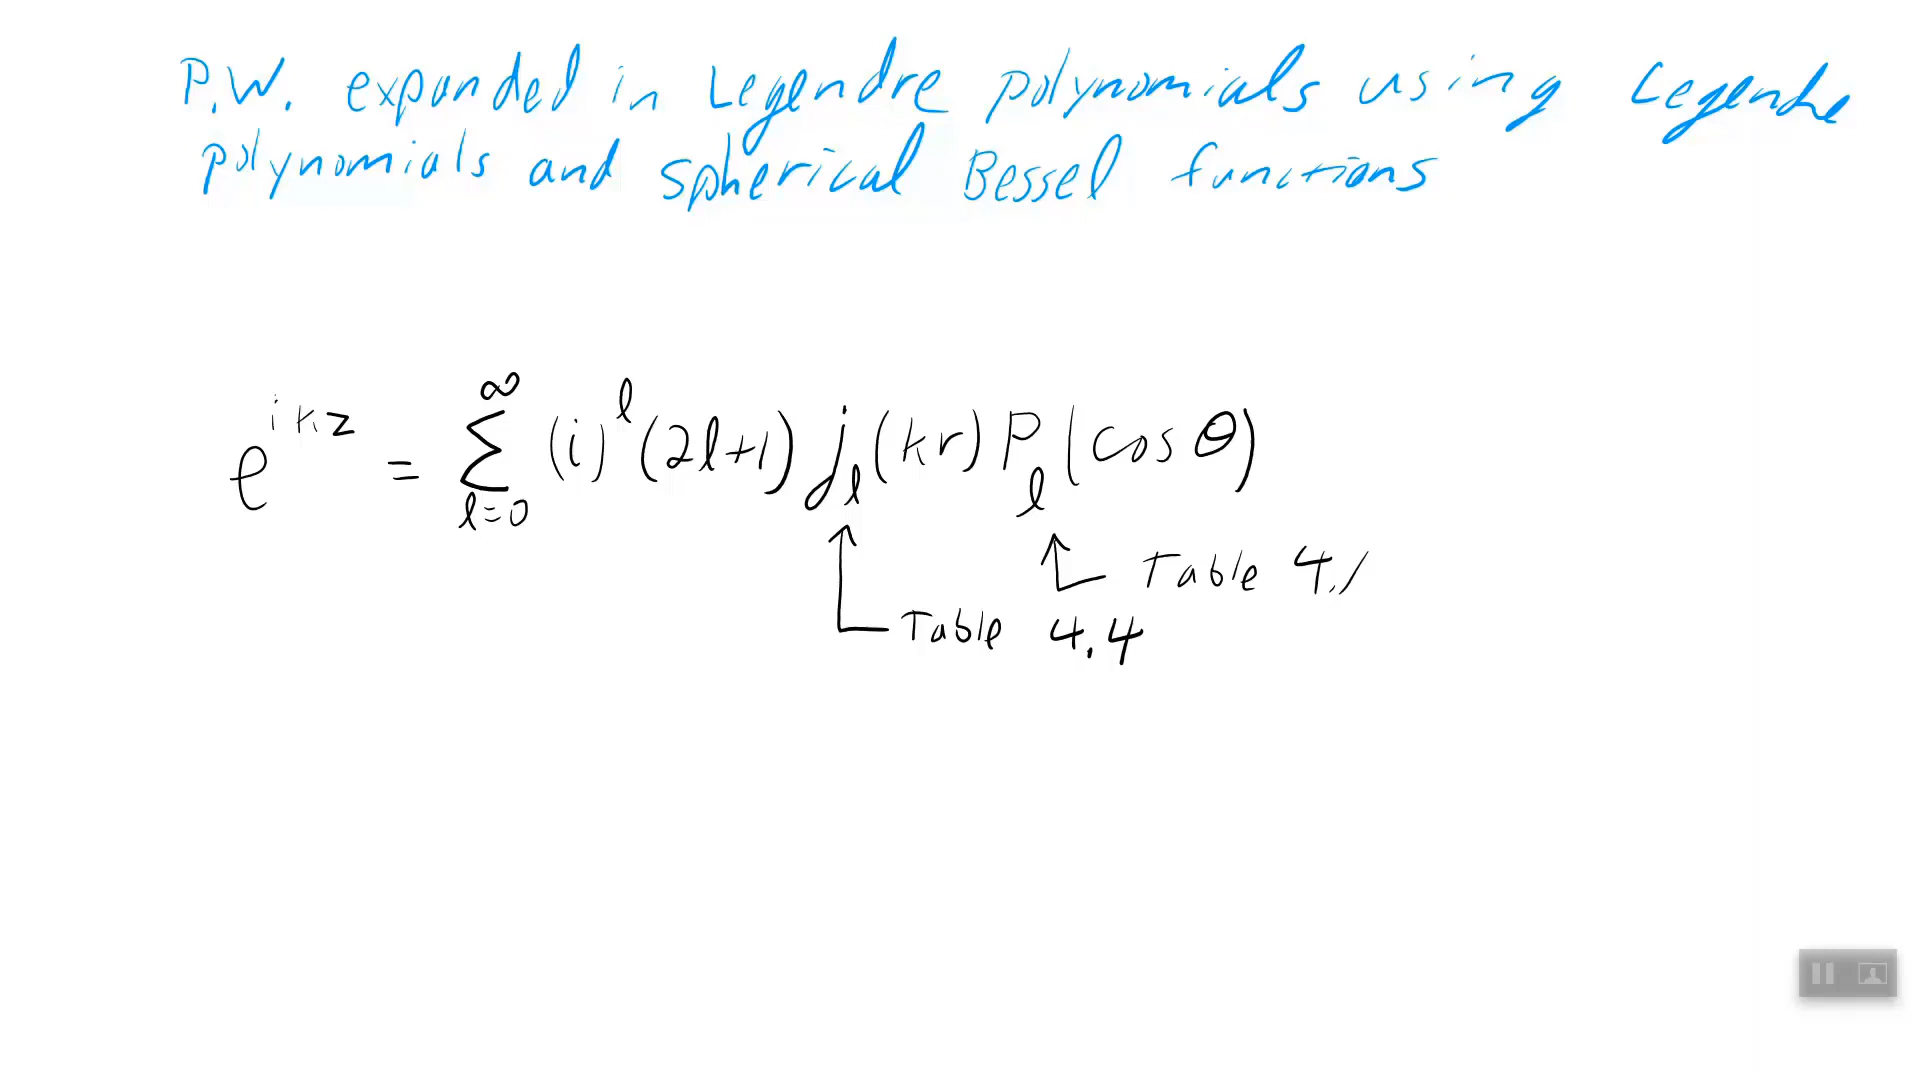 P.W. expanded in Legendre polynomials using Legendre
polynomials and spherical Bessel functions
e^{ikz} = \sum_{l=0}^{∞} (i)^l (2l+1) j_l(kr) P_l(cos θ)
Table 4.1
Table 4.4